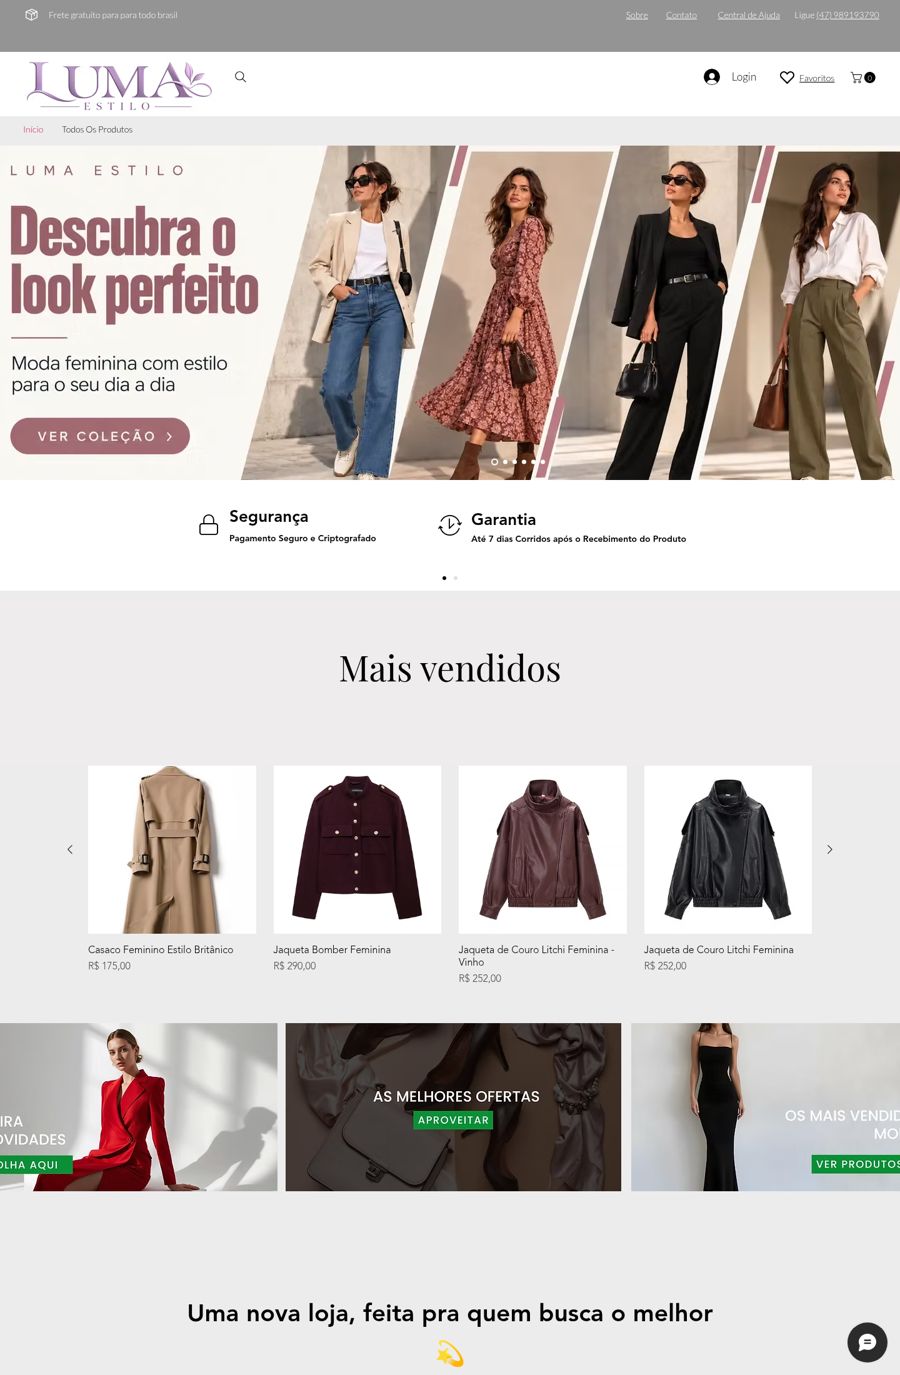 Frete gratuito para para todo brasil
Sobre
Contato
Central de Ajuda
Ligue (47) 989193790
LUMA
ESTILO
Login
Favoritos
0
Início
Todos Os Produtos
LUMA ESTILO
Descubra o
look perfeito
Moda feminina com estilo
para o seu dia a dia
VER COLEÇÃO
Segurança
Pagamento Seguro e Criptografado
Garantia
Até 7 dias Corridos após o Recebimento do Produto
Mais vendidos
Casaco Feminino Estilo Britânico
R$ 175,00
Jaqueta Bomber Feminina
R$ 290,00
Jaqueta de Couro Litchi Feminina -
Vinho
R$ 252,00
Jaqueta de Couro Litchi Feminina
R$ 252,00
IRA
OVIDADES
OLHA AQUI
AS MELHORES OFERTAS
APROVEITAR
OS MAIS VENDID
MO
VER PRODUTOS
Uma nova loja, feita pra quem busca o melhor